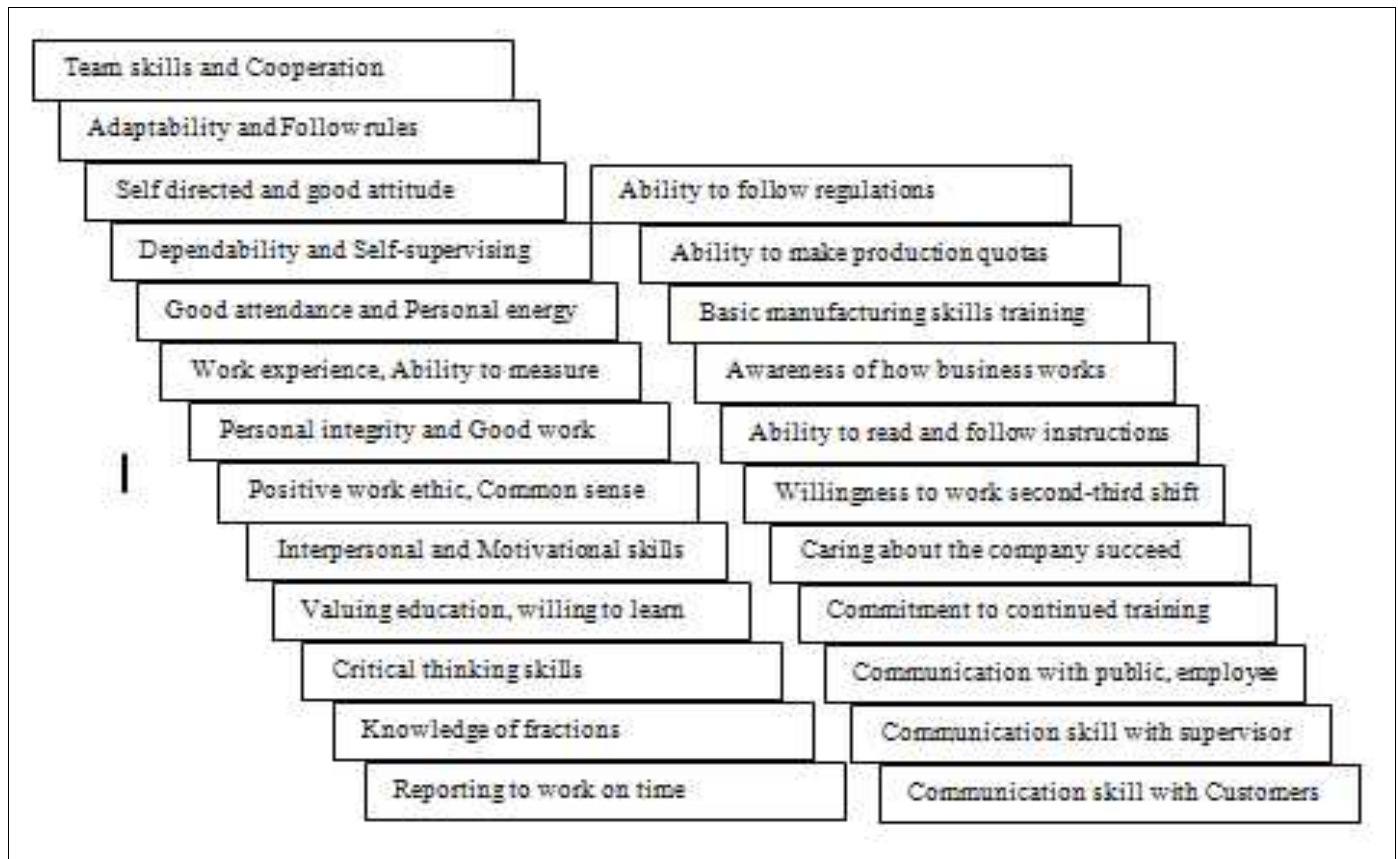 Team skills and Cooperation
Adaptability and Follow rules
Self directed and good attitude
Dependability and Self-supervising
Good attendance and Personal energy
Work experience, Ability to measure
Personal integrity and Good work
Positive work ethic, Common sense
Interpersonal and Motivational skills
Valuing education, willing to learn
Critical thinking skills
Knowledge of fractions
Reporting to work on time
Ability to follow regulations
Ability to make production quotas
Basic manufacturing skills training
Awareness of how business works
Ability to read and follow instructions
Willingness to work second-third shift
Caring about the company succeed
Commitment to continued training
Communication with public, employee
Communication skill with supervisor
Communication skill with Customers